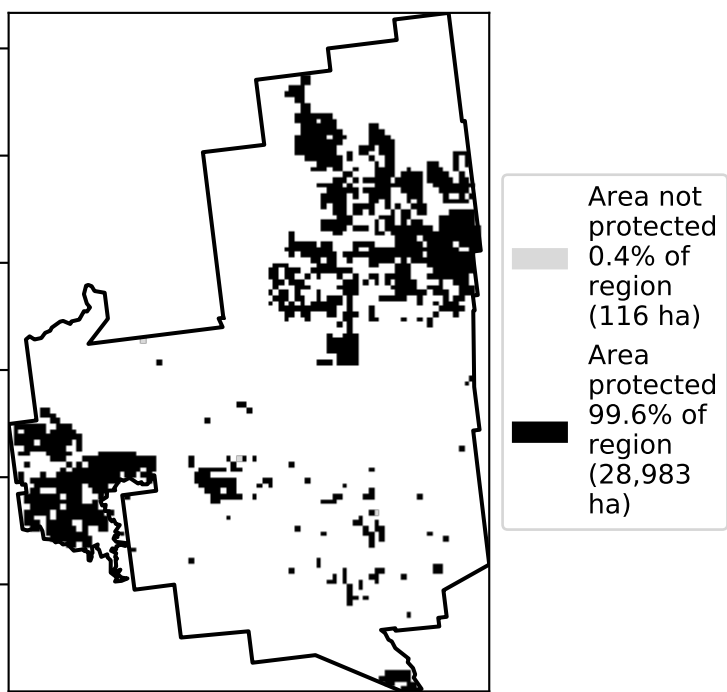 Area not
protected
0.4% of
region
(116 ha)
Area
protected
99.6% of
region
(28,983
ha)